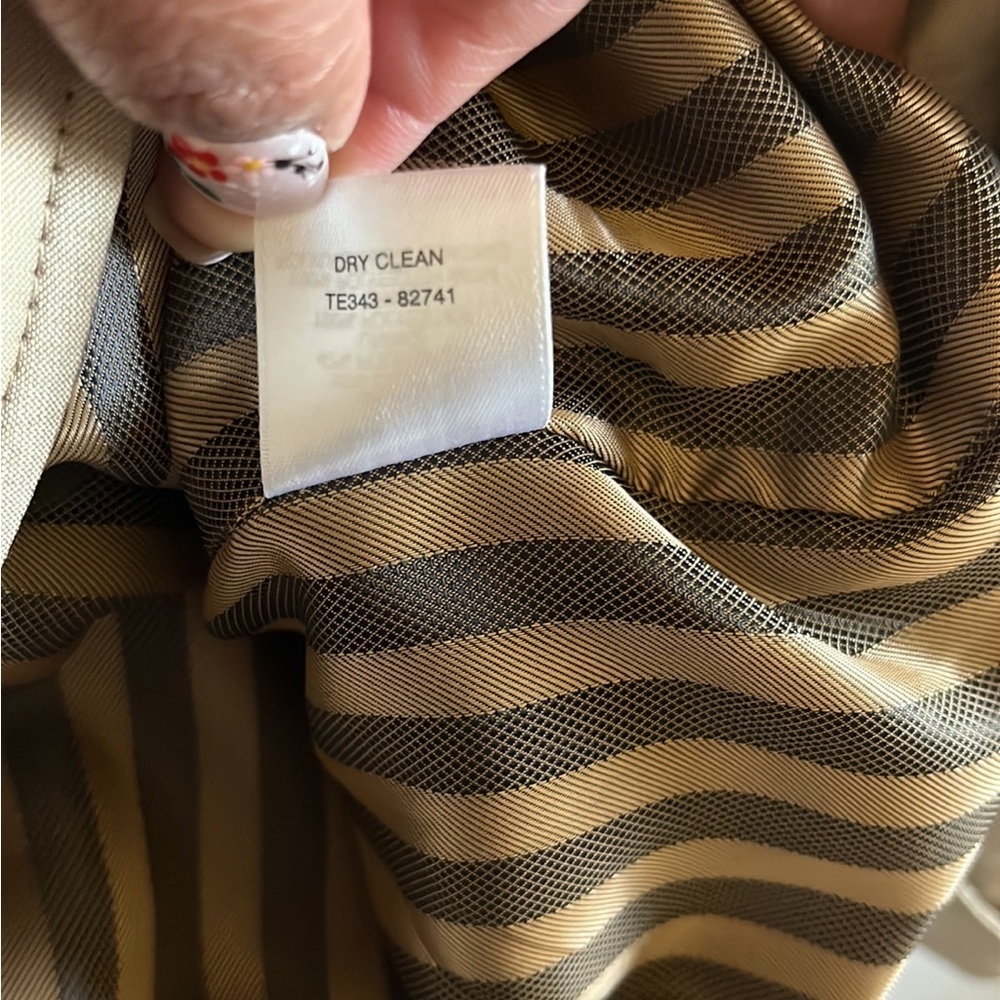 DRY CLEAN
TE343 - 82741